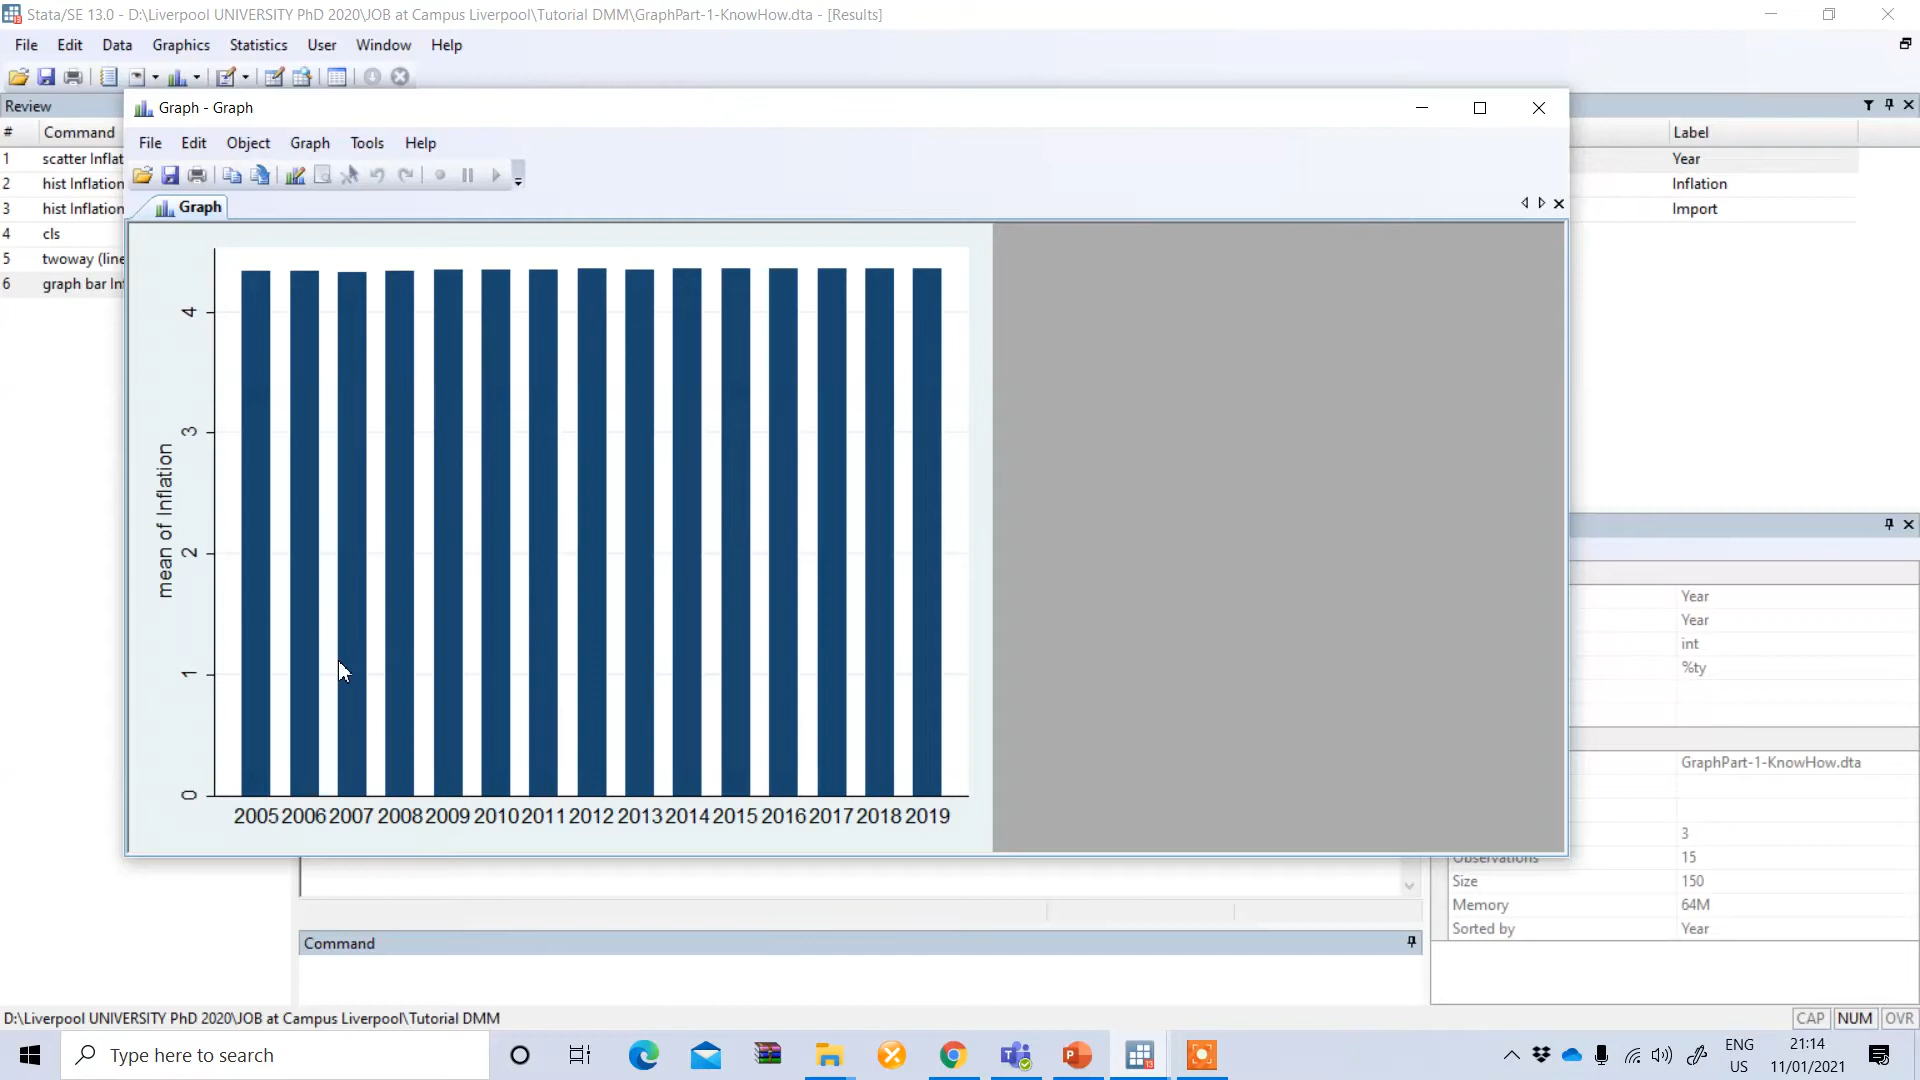 Stata/SE 13.0 - D:\Liverpool UNIVERSITY PhD 2020\JOB at Campus Liverpool\Tutorial DMM\GraphPart-1-KnowHow.dta - [Results]
File Edit Data Graphics Statistics User Window Help
Review
# Command
1 scatter Inflat
2 hist Inflation
3 hist Inflation
4 cls
5 twoway (line
6 graph bar Inf
Graph - Graph
File Edit Object Graph Tools Help
Graph
mean of Inflation
4
3
2
1
0
2005 2006 2007 2008 2009 2010 2011 2012 2013 2014 2015 2016 2017 2018 2019
Label
Year
Inflation
Import
Year
Year
int
%ty
GraphPart-1-KnowHow.dta
3
Observations 15
Size 150
Memory 64M
Sorted by Year
Command
D:\Liverpool UNIVERSITY PhD 2020\JOB at Campus Liverpool\Tutorial DMM
CAP NUM OVR
Type here to search
ENG
US
21:14
11/01/2021